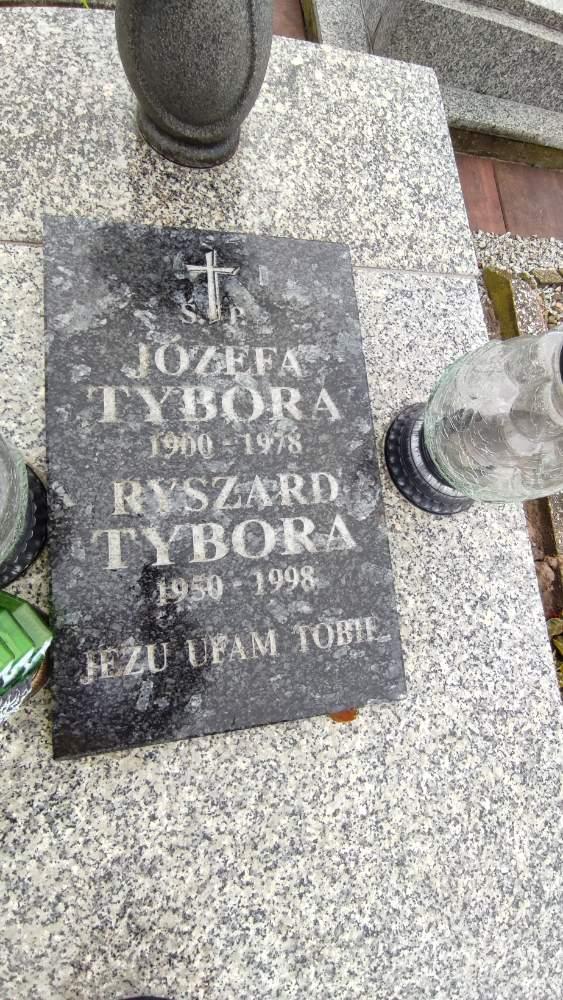 Ś. P.
JÓZEFA
TYBORA
1900 - 1978
RYSZARD
TYBORA
1950 - 1998
JEZU UFAM TOBIE